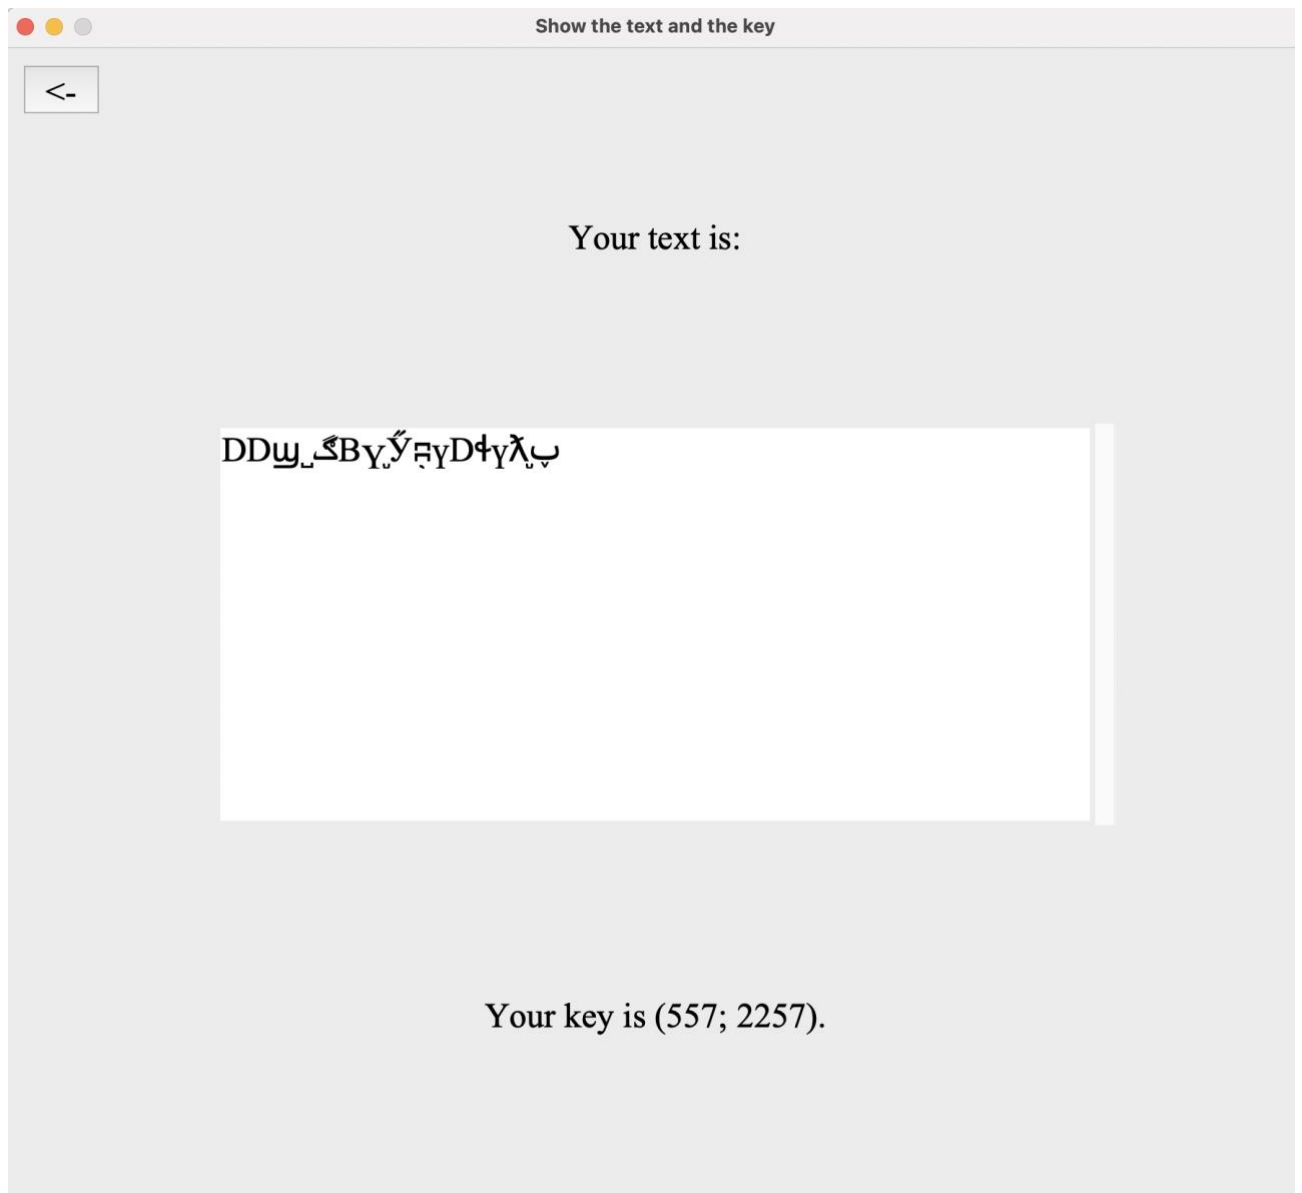 Show the text and the key
<-
Your text is:
Your key is (557; 2257).